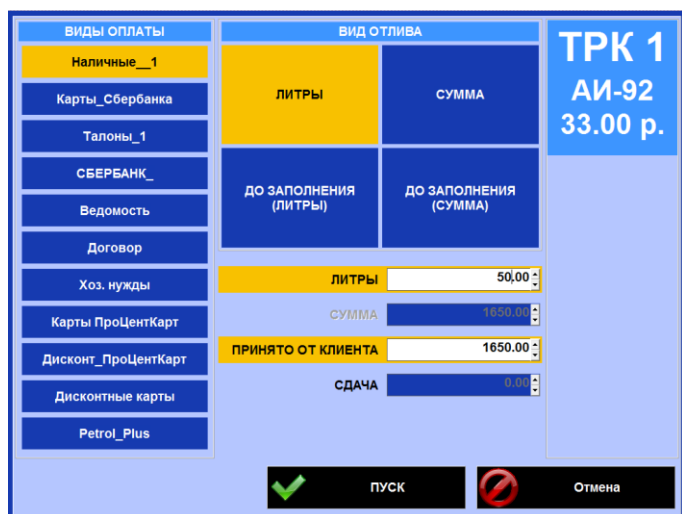 ВИДЫ ОПЛАТЫ
Наличные__1
Карты_Сбербанка
Талоны_1
СБЕРБАНК_
Ведомость
Договор
Хоз. нужды
Карты ПроЦентКарт
Дисконт_ПроЦентКарт
Дисконтные карты
Petrol_Plus
ВИД ОТЛИВА
ЛИТРЫ
СУММА
ДО ЗАПОЛНЕНИЯ
(ЛИТРЫ)
ДО ЗАПОЛНЕНИЯ
(СУММА)
ЛИТРЫ 50,00
СУММА 1650.00
ПРИНЯТО ОТ КЛИЕНТА 1650.00
СДАЧА 0.00
ТРК 1
АИ-92
33.00 р.
ПУСК
Отмена